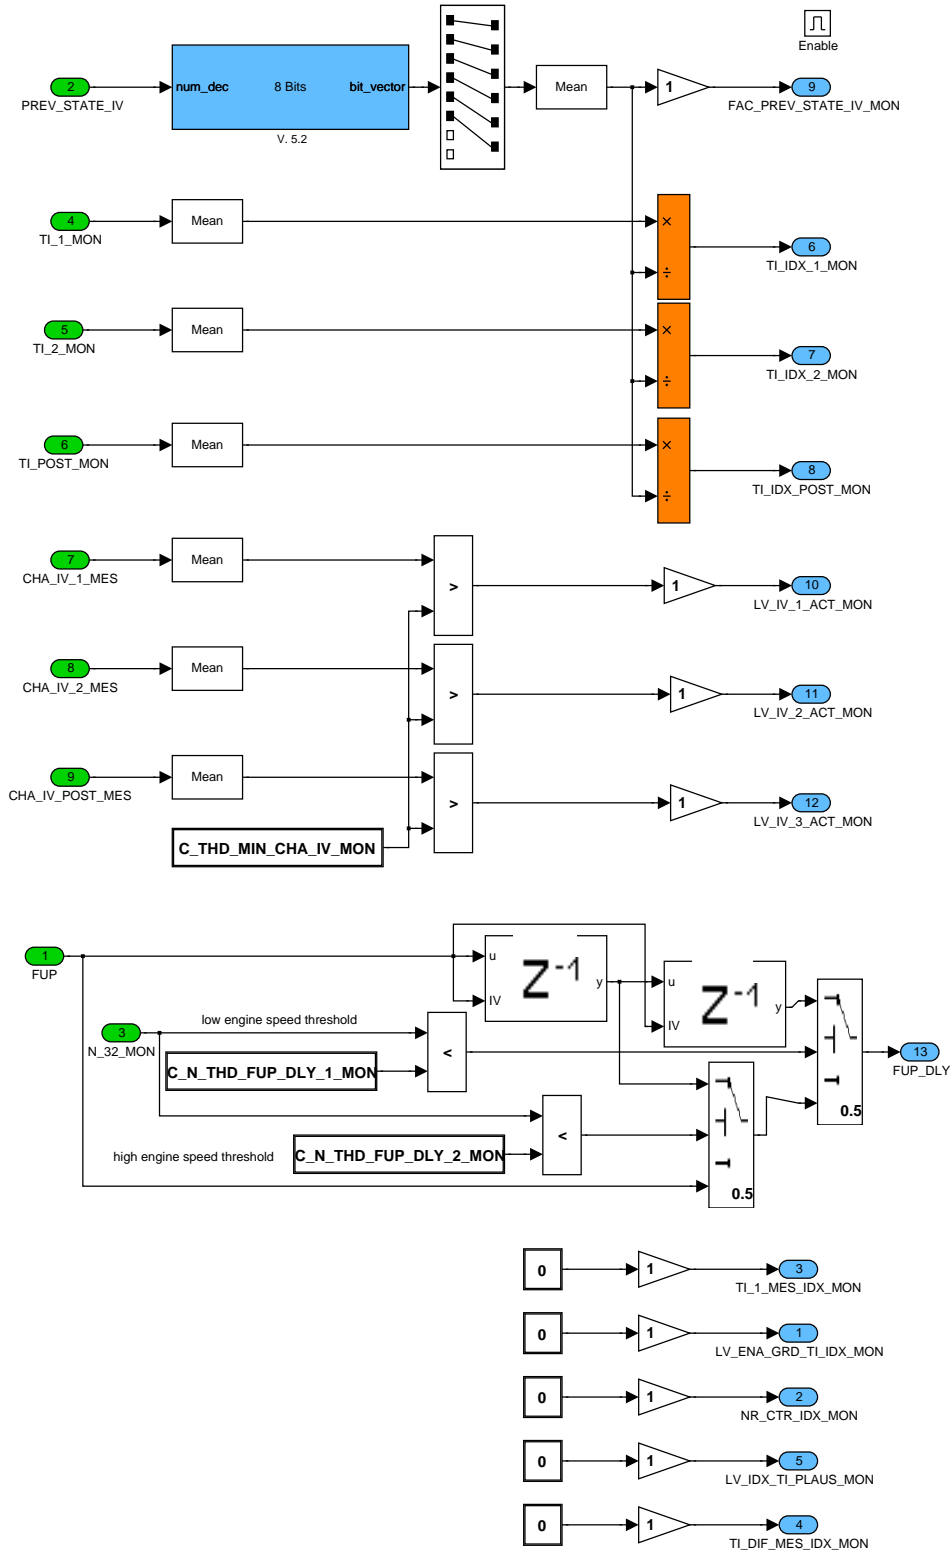 Enable
2
PREV_STATE_IV
num_dec 8 Bits bit_vector
V. 5.2
Mean
1
9
FAC_PREV_STATE_IV_MON
4
TI_1_MON
Mean
×
÷
6
TI_IDX_1_MON
5
TI_2_MON
Mean
×
÷
7
TI_IDX_2_MON
6
TI_POST_MON
Mean
×
÷
8
TI_IDX_POST_MON
7
CHA_IV_1_MES
Mean
>
1
10
LV_IV_1_ACT_MON
8
CHA_IV_2_MES
Mean
>
1
11
LV_IV_2_ACT_MON
9
CHA_IV_POST_MES
Mean
>
1
12
LV_IV_3_ACT_MON
C_THD_MIN_CHA_IV_MON
1
FUP
u
IV
Z-1
y
u
IV
Z-1
y
3
N_32_MON
low engine speed threshold
C_N_THD_FUP_DLY_1_MON
<
13
FUP_DLY
0.5
high engine speed threshold
C_N_THD_FUP_DLY_2_MON
<
0.5
0
1
3
TI_1_MES_IDX_MON
0
1
1
LV_ENA_GRD_TI_IDX_MON
0
1
2
NR_CTR_IDX_MON
0
1
5
LV_IDX_TI_PLAUS_MON
0
1
4
TI_DIF_MES_IDX_MON